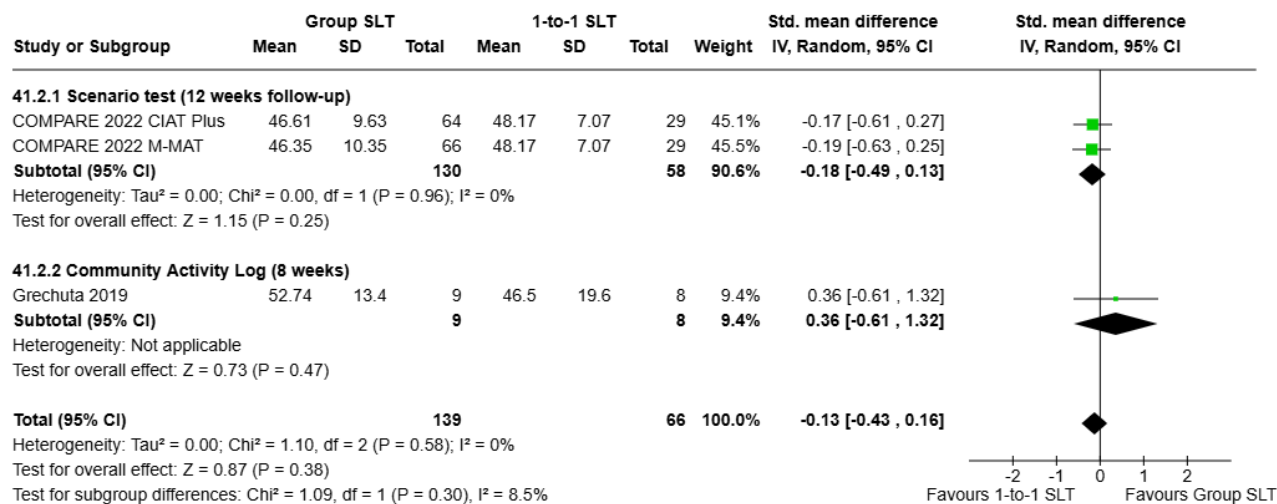 Group SLT 1-to-1 SLT Std. mean difference Std. mean difference
Study or Subgroup Mean SD Total Mean SD Total Weight IV, Random, 95% CI IV, Random, 95% CI
41.2.1 Scenario test (12 weeks follow-up)
COMPARE 2022 CIAT Plus 46.61 9.63 64 48.17 7.07 29 45.1% -0.17 [-0.61 , 0.27]
COMPARE 2022 M-MAT 46.35 10.35 66 48.17 7.07 29 45.5% -0.19 [-0.63 , 0.25]
Subtotal (95% CI) 130 58 90.6% -0.18 [-0.49 , 0.13]
Heterogeneity: Tau² = 0.00; Chi² = 0.00, df = 1 (P = 0.96); I² = 0%
Test for overall effect: Z = 1.15 (P = 0.25)
41.2.2 Community Activity Log (8 weeks)
Grechuta 2019 52.74 13.4 9 46.5 19.6 8 9.4% 0.36 [-0.61 , 1.32]
Subtotal (95% CI) 9 8 9.4% 0.36 [-0.61 , 1.32]
Heterogeneity: Not applicable
Test for overall effect: Z = 0.73 (P = 0.47)
Total (95% CI) 139 66 100.0% -0.13 [-0.43 , 0.16]
Heterogeneity: Tau² = 0.00; Chi² = 1.10, df = 2 (P = 0.58); I² = 0%
Test for overall effect: Z = 0.87 (P = 0.38)
-2 -1 0 1 2
Test for subgroup differences: Chi² = 1.09, df = 1 (P = 0.30), I² = 8.5% Favours 1-to-1 SLT Favours Group SLT